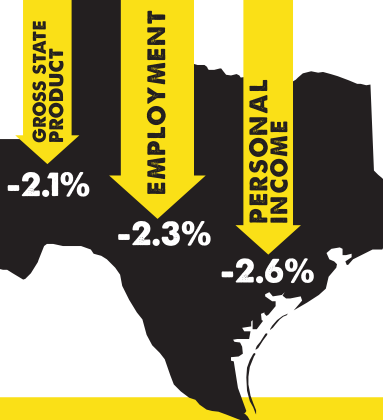 GROSS STATE
PRODUCT
-2.1%
EMPLOYMENT
-2.3%
PERSONAL
INCOME
-2.6%